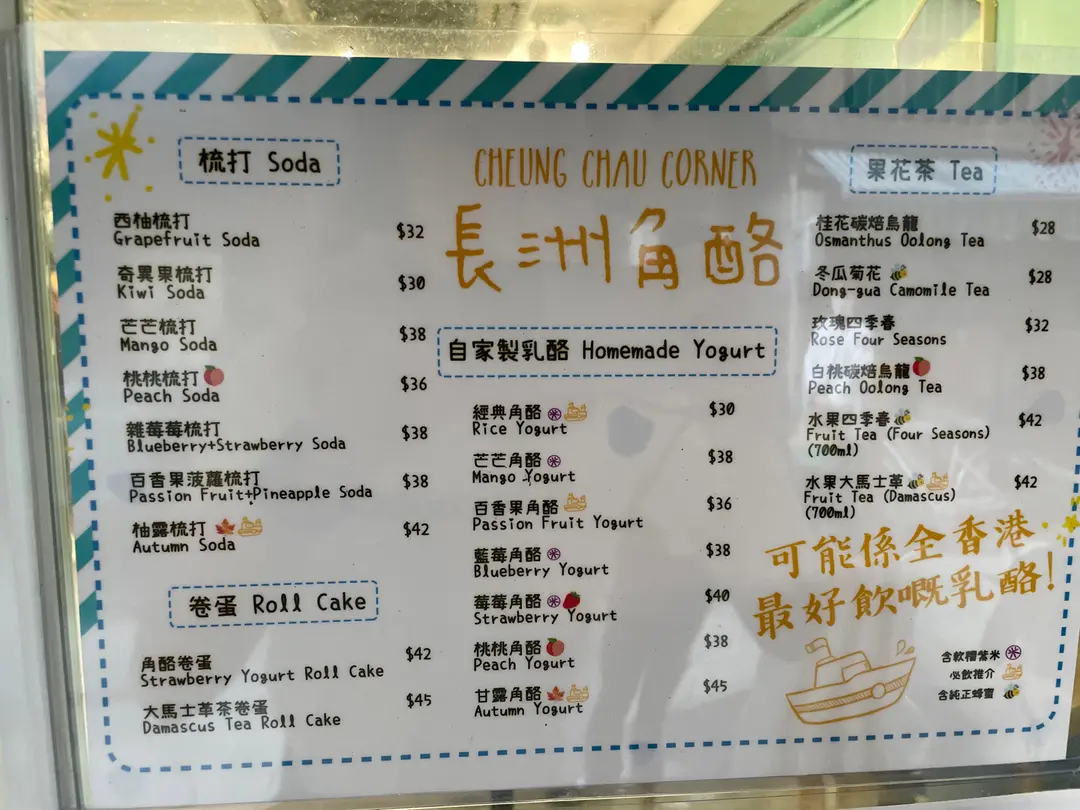 梳打 Soda
西柚梳打
Grapefruit Soda
$32
奇異果梳打
Kiwi Soda
$30
芒芒梳打
Mango Soda
$38
桃桃梳打
Peach Soda
$36
雜莓莓梳打
Blueberry+Strawberry Soda
$38
百香果菠蘿梳打
Passion Fruit+Pineapple Soda
$38
柚露梳打
Autumn Soda
$42
卷蛋 Roll Cake
角酪卷蛋
Strawberry Yogurt Roll Cake
$42
大馬士革茶卷蛋
Damascus Tea Roll Cake
$45
CHEUNG CHAU CORNER
長洲角酪
自家製乳酪 Homemade Yogurt
經典角酪
Rice Yogurt
$30
芒芒角酪
Mango Yogurt
$38
百香果角酪
Passion Fruit Yogurt
$36
藍莓角酪
Blueberry Yogurt
$38
莓莓角酪
Strawberry Yogurt
$40
桃桃角酪
Peach Yogurt
$38
甘露角酪
Autumn Yogurt
$45
果花茶 Tea
桂花碳焙烏龍
Osmanthus Oolong Tea
$28
冬瓜菊花
Dong-gua Camomile Tea
$28
玫瑰四季春
Rose Four Seasons
$32
白桃碳焙烏龍
Peach Oolong Tea
$38
水果四季春
Fruit Tea (Four Seasons)
(700ml)
$42
水果大馬士革
Fruit Tea (Damascus)
(700ml)
$42
可能係全香港
最好飲嘅乳酪!
含軟糯紫米
必飲推介
含純正蜂蜜